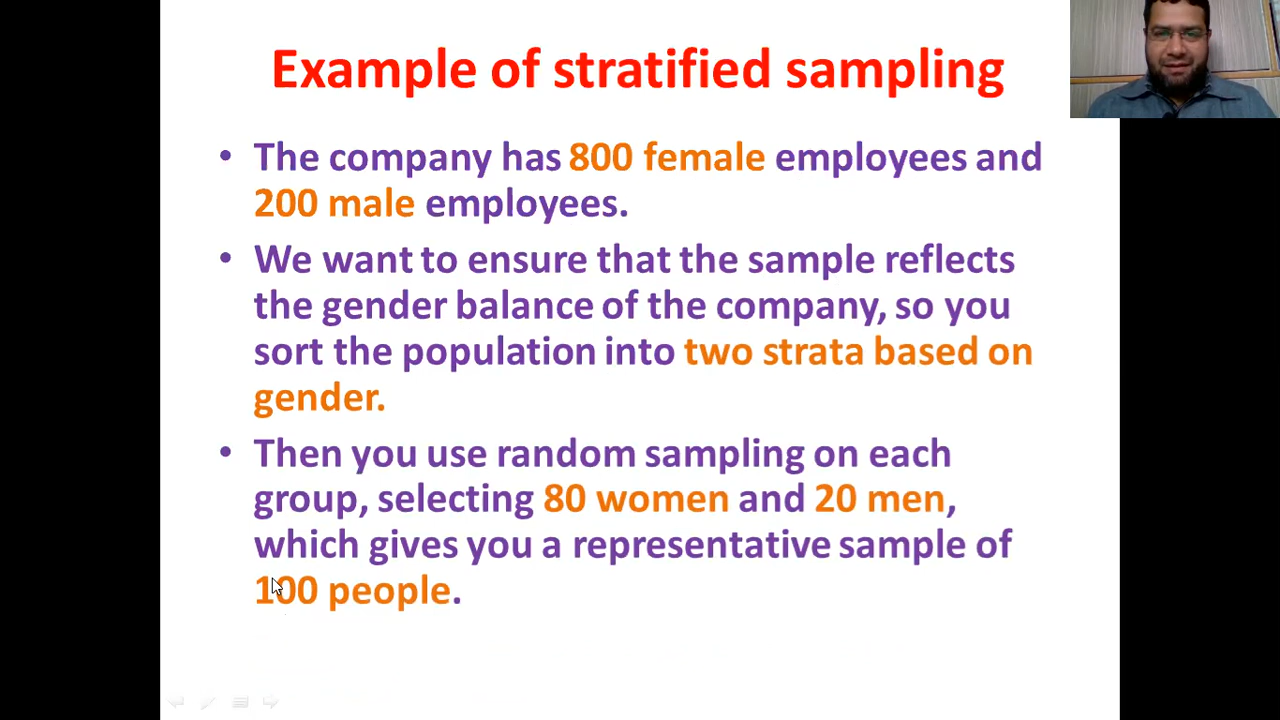 Example of stratified sampling
• The company has 800 female employees and
200 male employees.
• We want to ensure that the sample reflects
the gender balance of the company, so you
sort the population into two strata based on
gender.
• Then you use random sampling on each
group, selecting 80 women and 20 men,
which gives you a representative sample of
100 people.